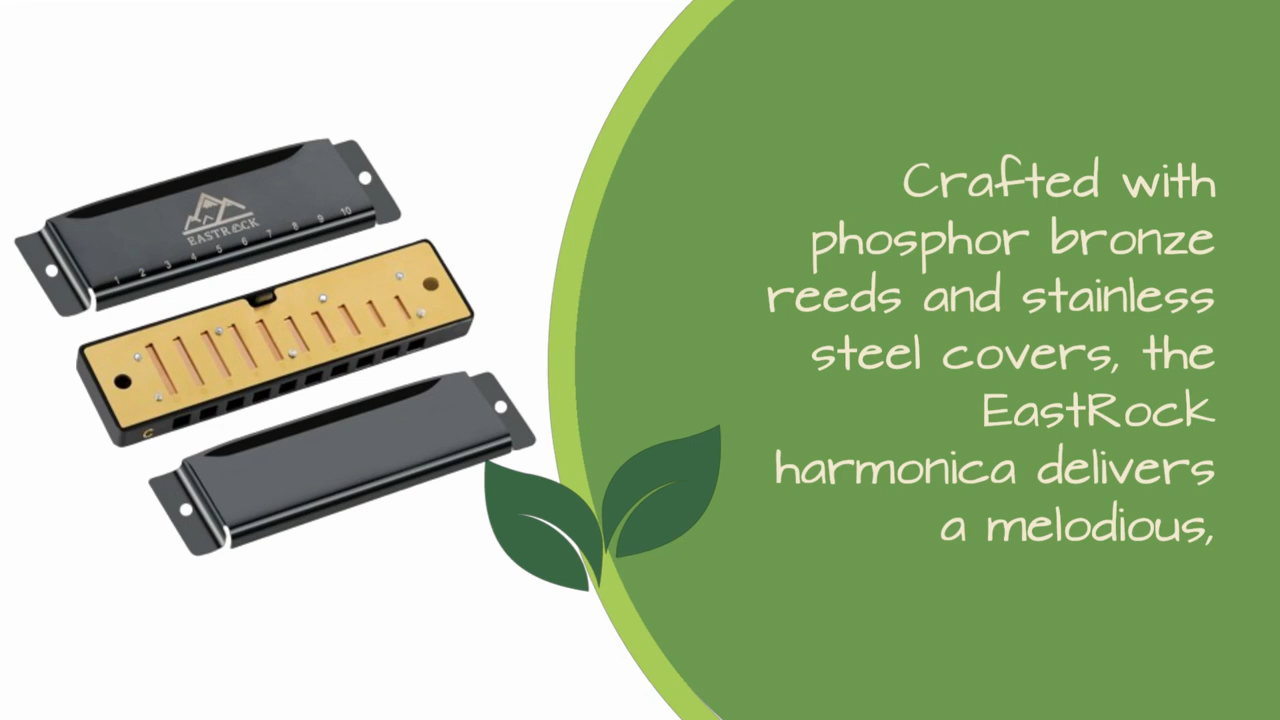 EASTROCK
1 2 3 4 5 6 7 8 9 10
C
Crafted with
phosphor bronze
reeds and stainless
steel covers, the
EastRock
harmonica delivers
a melodious,